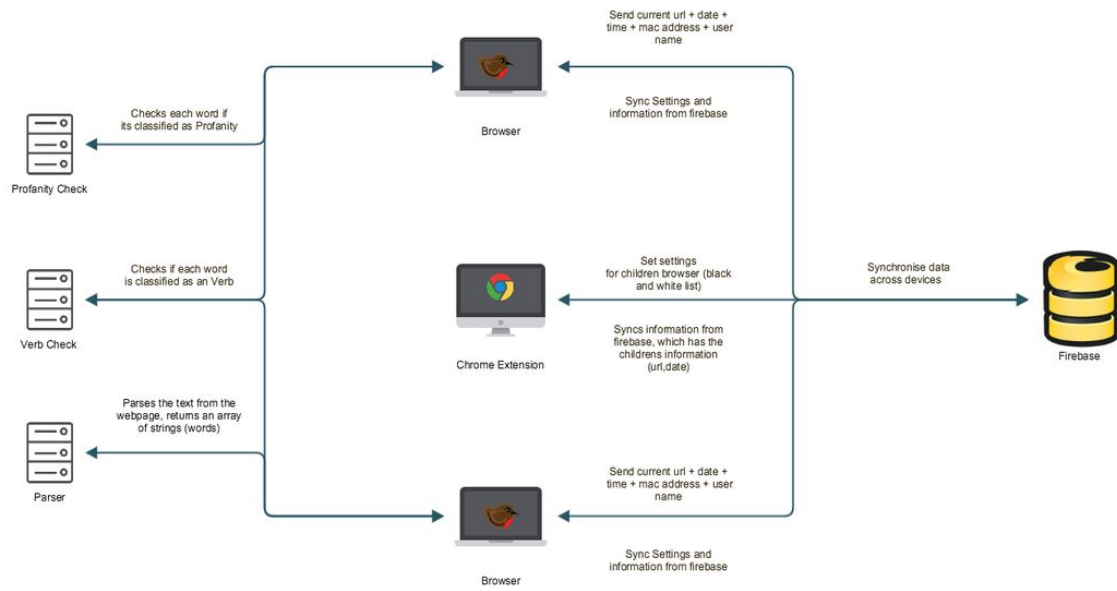 Send current url + date +
time + mac address + user
name
Sync Settings and
information from firebase
Browser
Checks each word if
its classified as Profanity
Profanity Check
Checks if each word
is classified as an Verb
Verb Check
Set settings
for children browser (black
and white list)
Syncs information from
firebase, which has the
childrens information
(url,date)
Chrome Extension
Synchronise data
across devices
Firebase
Parses the text from the
webpage, returns an array
of strings (words)
Parser
Send current url + date +
time + mac address + user
name
Sync Settings and
information from firebase
Browser